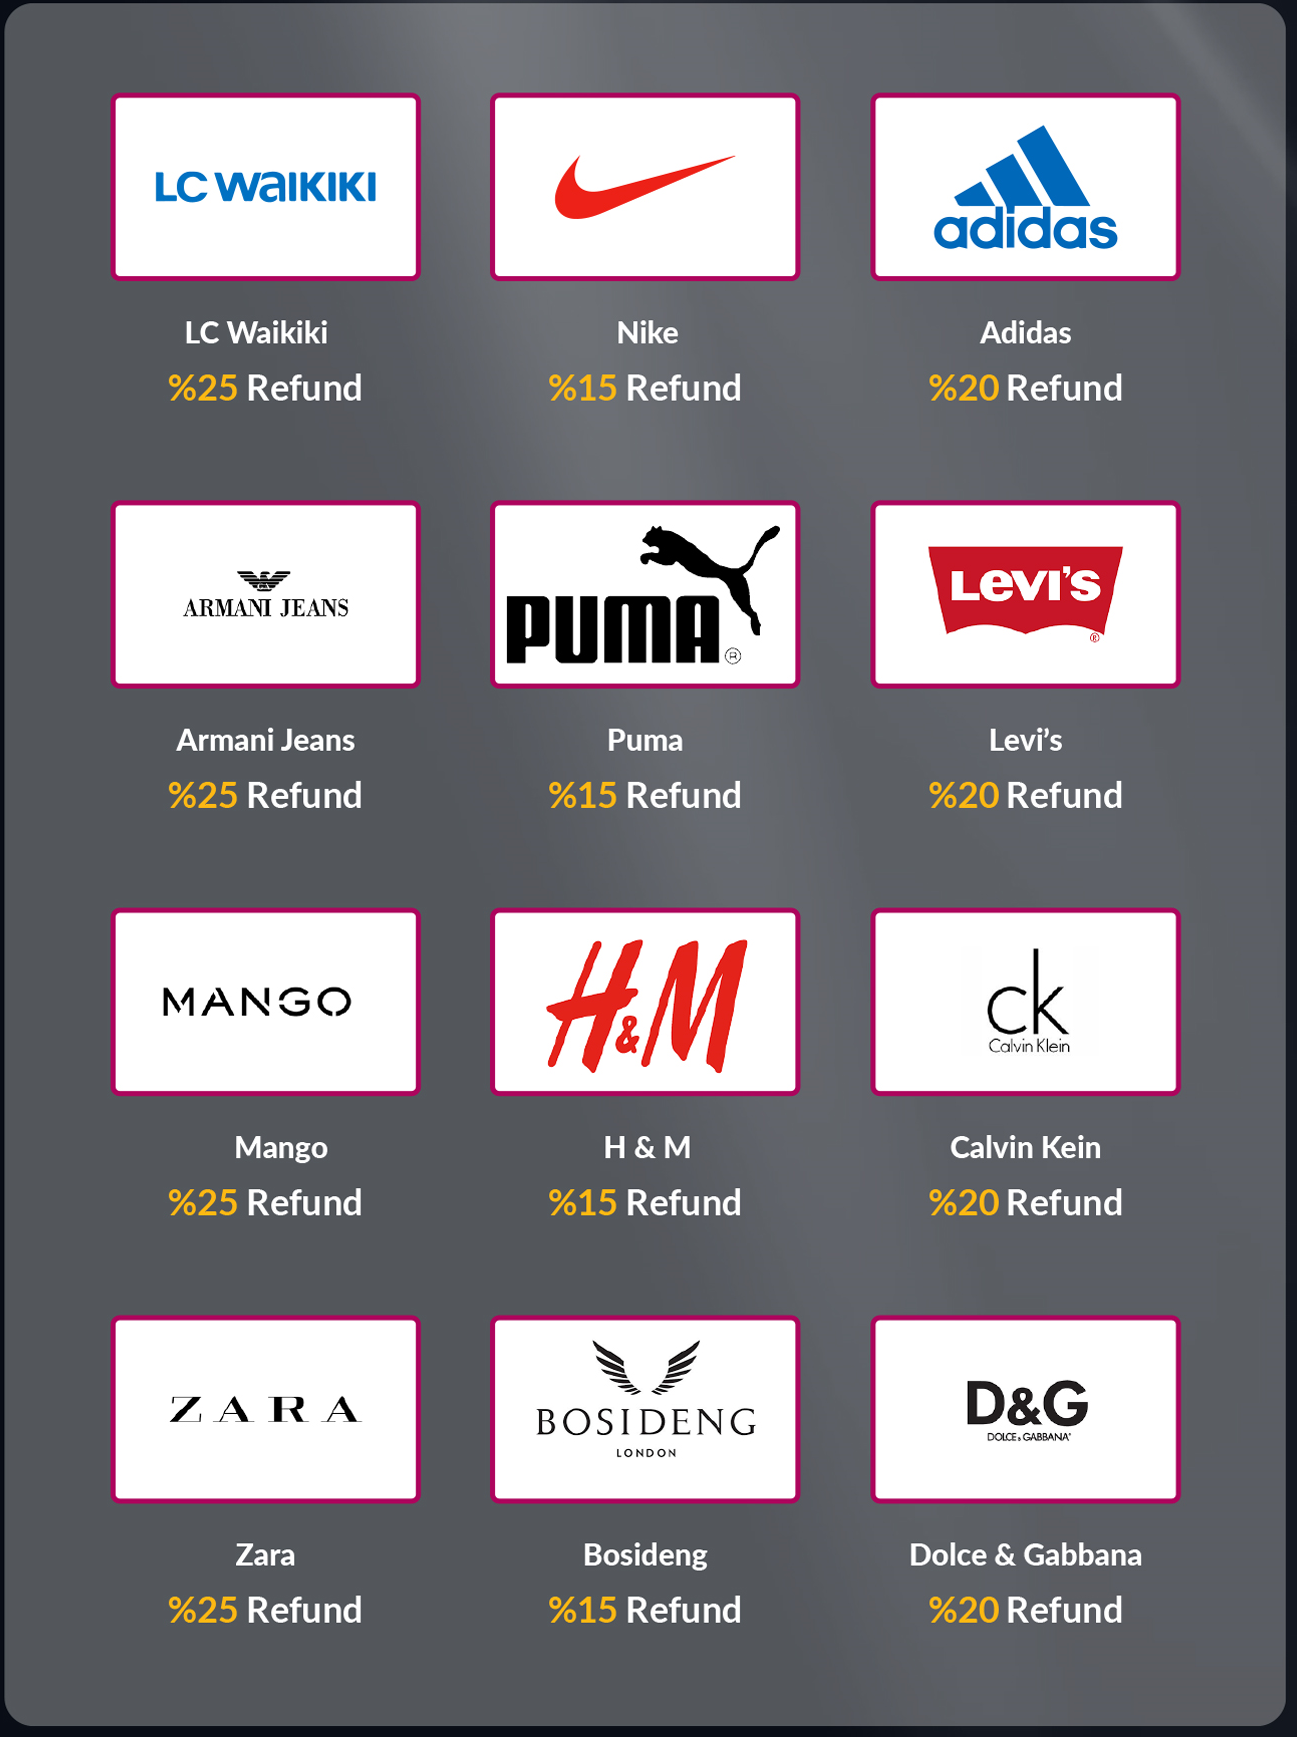 LC WAIKIKI
adidas
LC Waikiki
Nike
Adidas
%25 Refund
%15 Refund
%20 Refund
ARMANI JEANS
PUMA
®
LEVI'S
®
Armani Jeans
Puma
Levi's
%25 Refund
%15 Refund
%20 Refund
MANGO
H&M
ck
Calvin Klein
Mango
H & M
Calvin Kein
%25 Refund
%15 Refund
%20 Refund
ZARA
BOSIDENG
LONDON
D&G
DOLCE & GABBANA
Zara
Bosideng
Dolce & Gabbana
%25 Refund
%15 Refund
%20 Refund